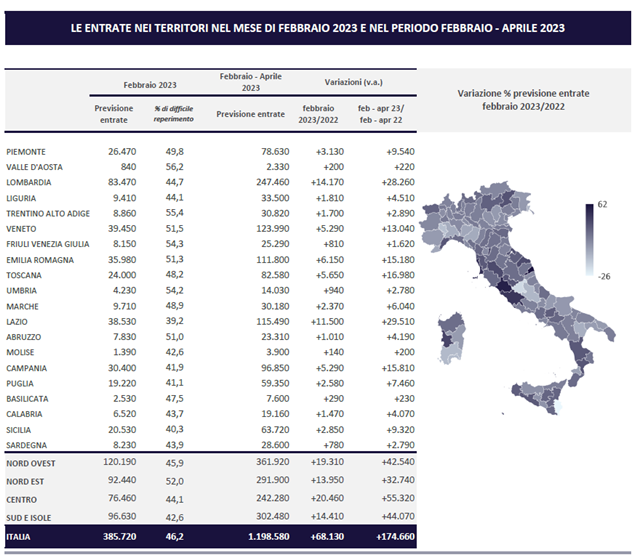 LE ENTRATE NEI TERRITORI NEL MESE DI FEBBRAIO 2023 E NEL PERIODO FEBBRAIO - APRILE 2023
Febbraio 2023 Febbraio - Aprile 2023 Variazioni (v.a.)
Previsione entrate % di difficile reperimento Previsione entrate febbraio 2023/2022 feb - apr 23/ feb - apr 22
PIEMONTE 26.470 49,8 78.630 +3.130 +9.540
VALLE D'AOSTA 840 56,2 2.330 +200 +220
LOMBARDIA 83.470 44,7 247.460 +14.170 +28.260
LIGURIA 9.410 44,1 33.500 +1.810 +4.510
TRENTINO ALTO ADIGE 8.860 55,4 30.820 +1.700 +2.890
VENETO 39.450 51,5 123.990 +5.290 +13.040
FRIULI VENEZIA GIULIA 8.150 54,3 25.290 +810 +1.620
EMILIA ROMAGNA 35.980 51,3 111.800 +6.150 +15.180
TOSCANA 24.000 48,2 82.580 +5.650 +16.980
UMBRIA 4.230 54,2 14.030 +940 +2.780
MARCHE 9.710 48,9 30.180 +2.370 +6.040
LAZIO 38.530 39,2 115.490 +11.500 +29.510
ABRUZZO 7.830 51,0 23.310 +1.010 +4.190
MOLISE 1.390 42,6 3.900 +140 +200
CAMPANIA 30.400 41,9 96.850 +5.290 +15.810
PUGLIA 19.220 41,1 59.350 +2.580 +7.460
BASILICATA 2.530 47,5 7.600 +290 +230
CALABRIA 6.520 43,7 19.160 +1.470 +4.070
SICILIA 20.530 40,3 63.720 +2.850 +9.320
SARDEGNA 8.230 43,9 28.600 +780 +2.790
NORD OVEST 120.190 45,9 361.920 +19.310 +42.540
NORD EST 92.440 52,0 291.900 +13.950 +32.740
CENTRO 76.460 44,1 242.280 +20.460 +55.320
SUD E ISOLE 96.630 42,6 302.480 +14.410 +44.070
ITALIA 385.720 46,2 1.198.580 +68.130 +174.660
Variazione % previsione entrate
febbraio 2023/2022
62
-26